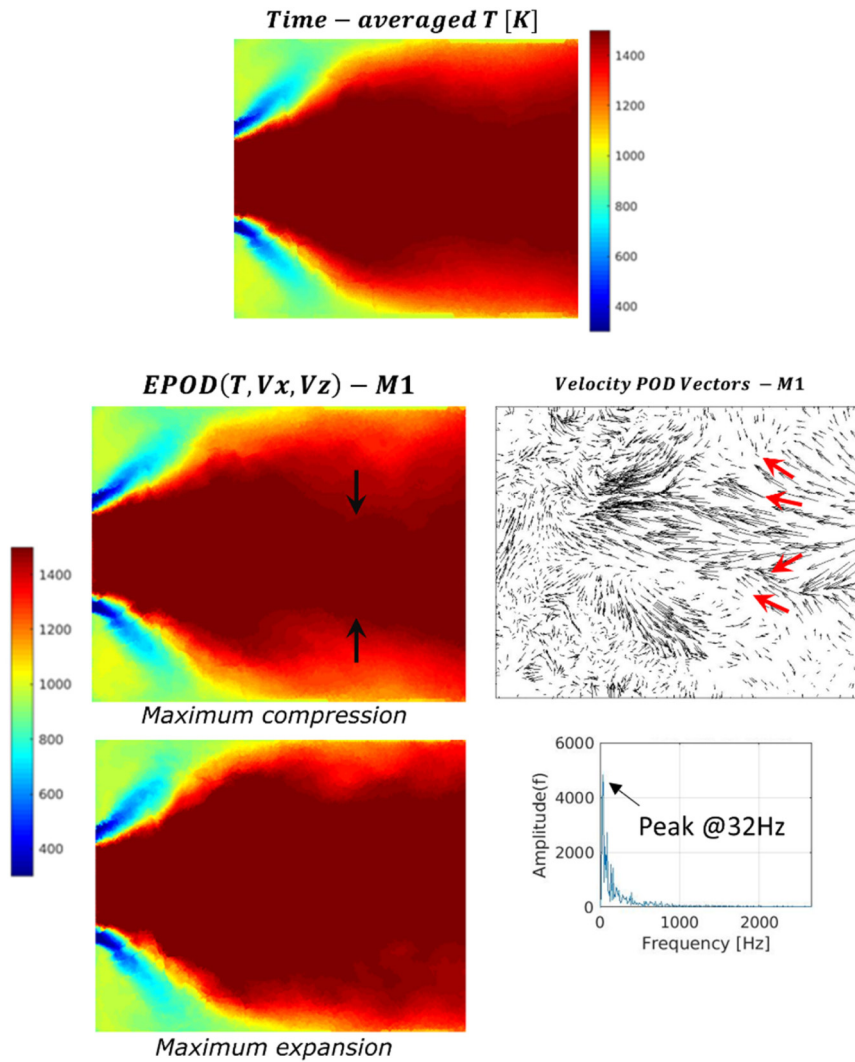 Time − averaged T [K]
1400
1200
1000
800
600
400
EPOD(T, Vx, Vz) − M1
Velocity POD Vectors − M1
1400
1200
1000
800
600
400
Maximum compression
6000
4000
2000
0
Amplitude(f)
Peak @32Hz
0
1000
2000
Frequency [Hz]
Maximum expansion